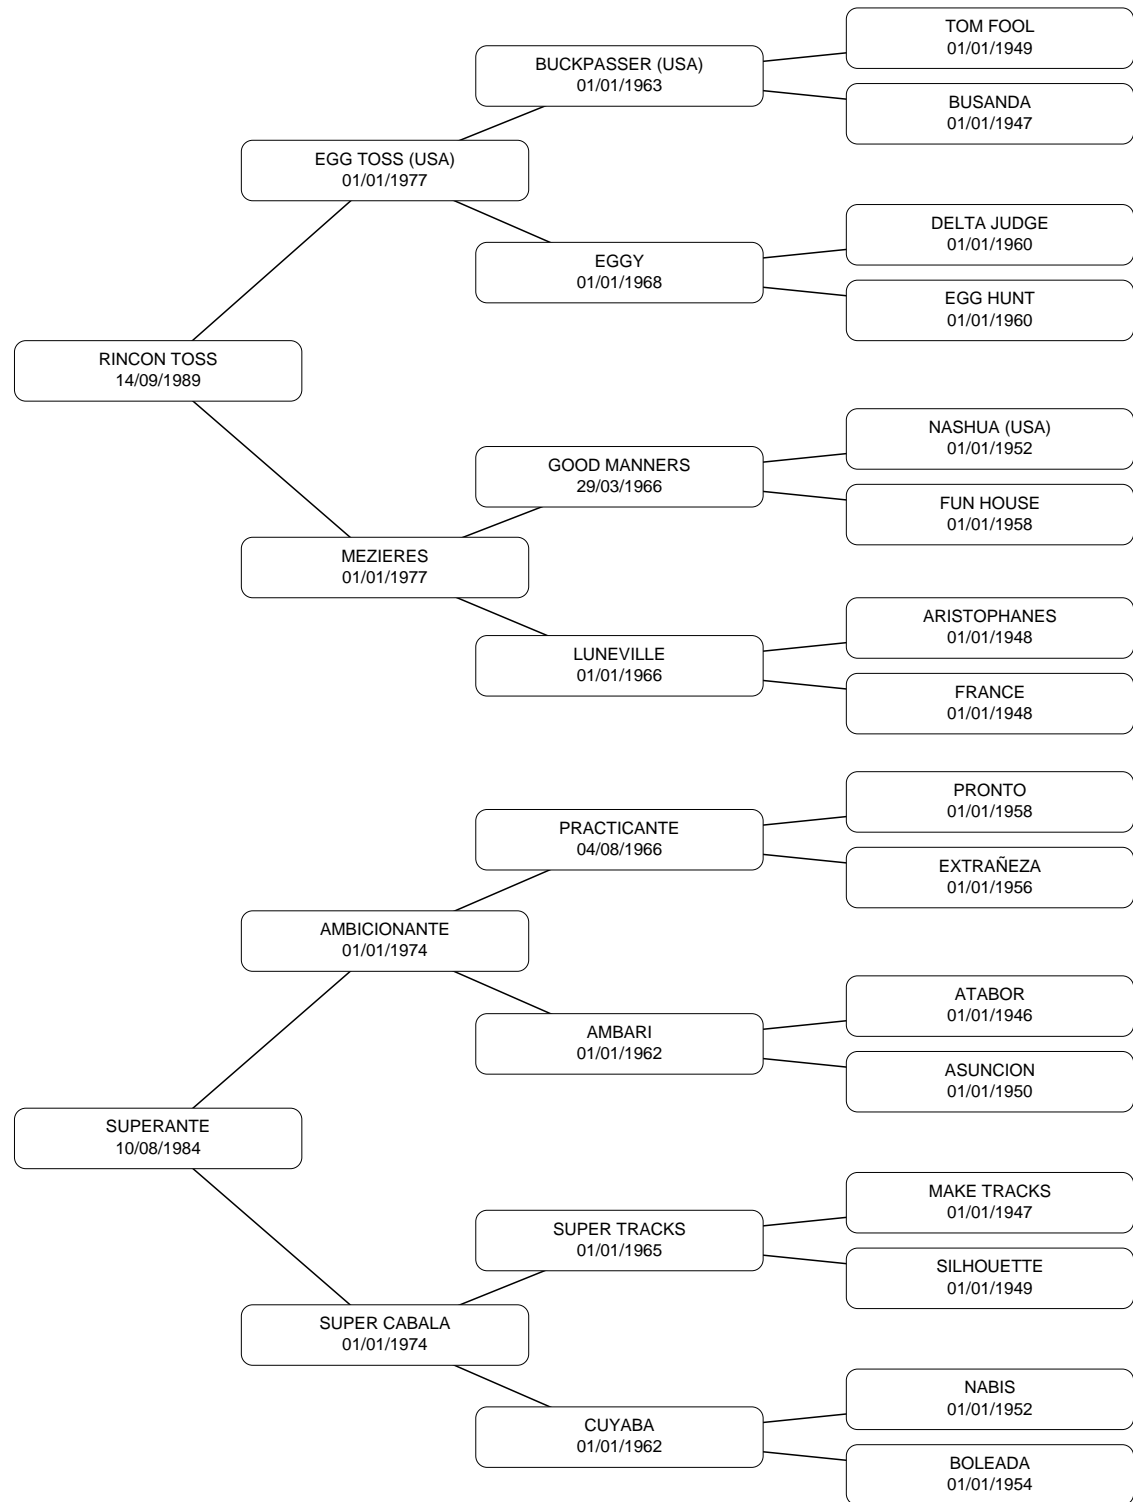 TOM FOOL
01/01/1949
BUCKPASSER (USA)
01/01/1963
BUSANDA
01/01/1947
EGG TOSS (USA)
01/01/1977
DELTA JUDGE
01/01/1960
EGGY
01/01/1968
EGG HUNT
01/01/1960
RINCON TOSS
14/09/1989
NASHUA (USA)
01/01/1952
GOOD MANNERS
29/03/1966
FUN HOUSE
01/01/1958
MEZIERES
01/01/1977
ARISTOPHANES
01/01/1948
LUNEVILLE
01/01/1966
FRANCE
01/01/1948
PRONTO
01/01/1958
PRACTICANTE
04/08/1966
EXTRAÑEZA
01/01/1956
AMBICIONANTE
01/01/1974
ATABOR
01/01/1946
AMBARI
01/01/1962
ASUNCION
01/01/1950
SUPERANTE
10/08/1984
MAKE TRACKS
01/01/1947
SUPER TRACKS
01/01/1965
SILHOUETTE
01/01/1949
SUPER CABALA
01/01/1974
NABIS
01/01/1952
CUYABA
01/01/1962
BOLEADA
01/01/1954